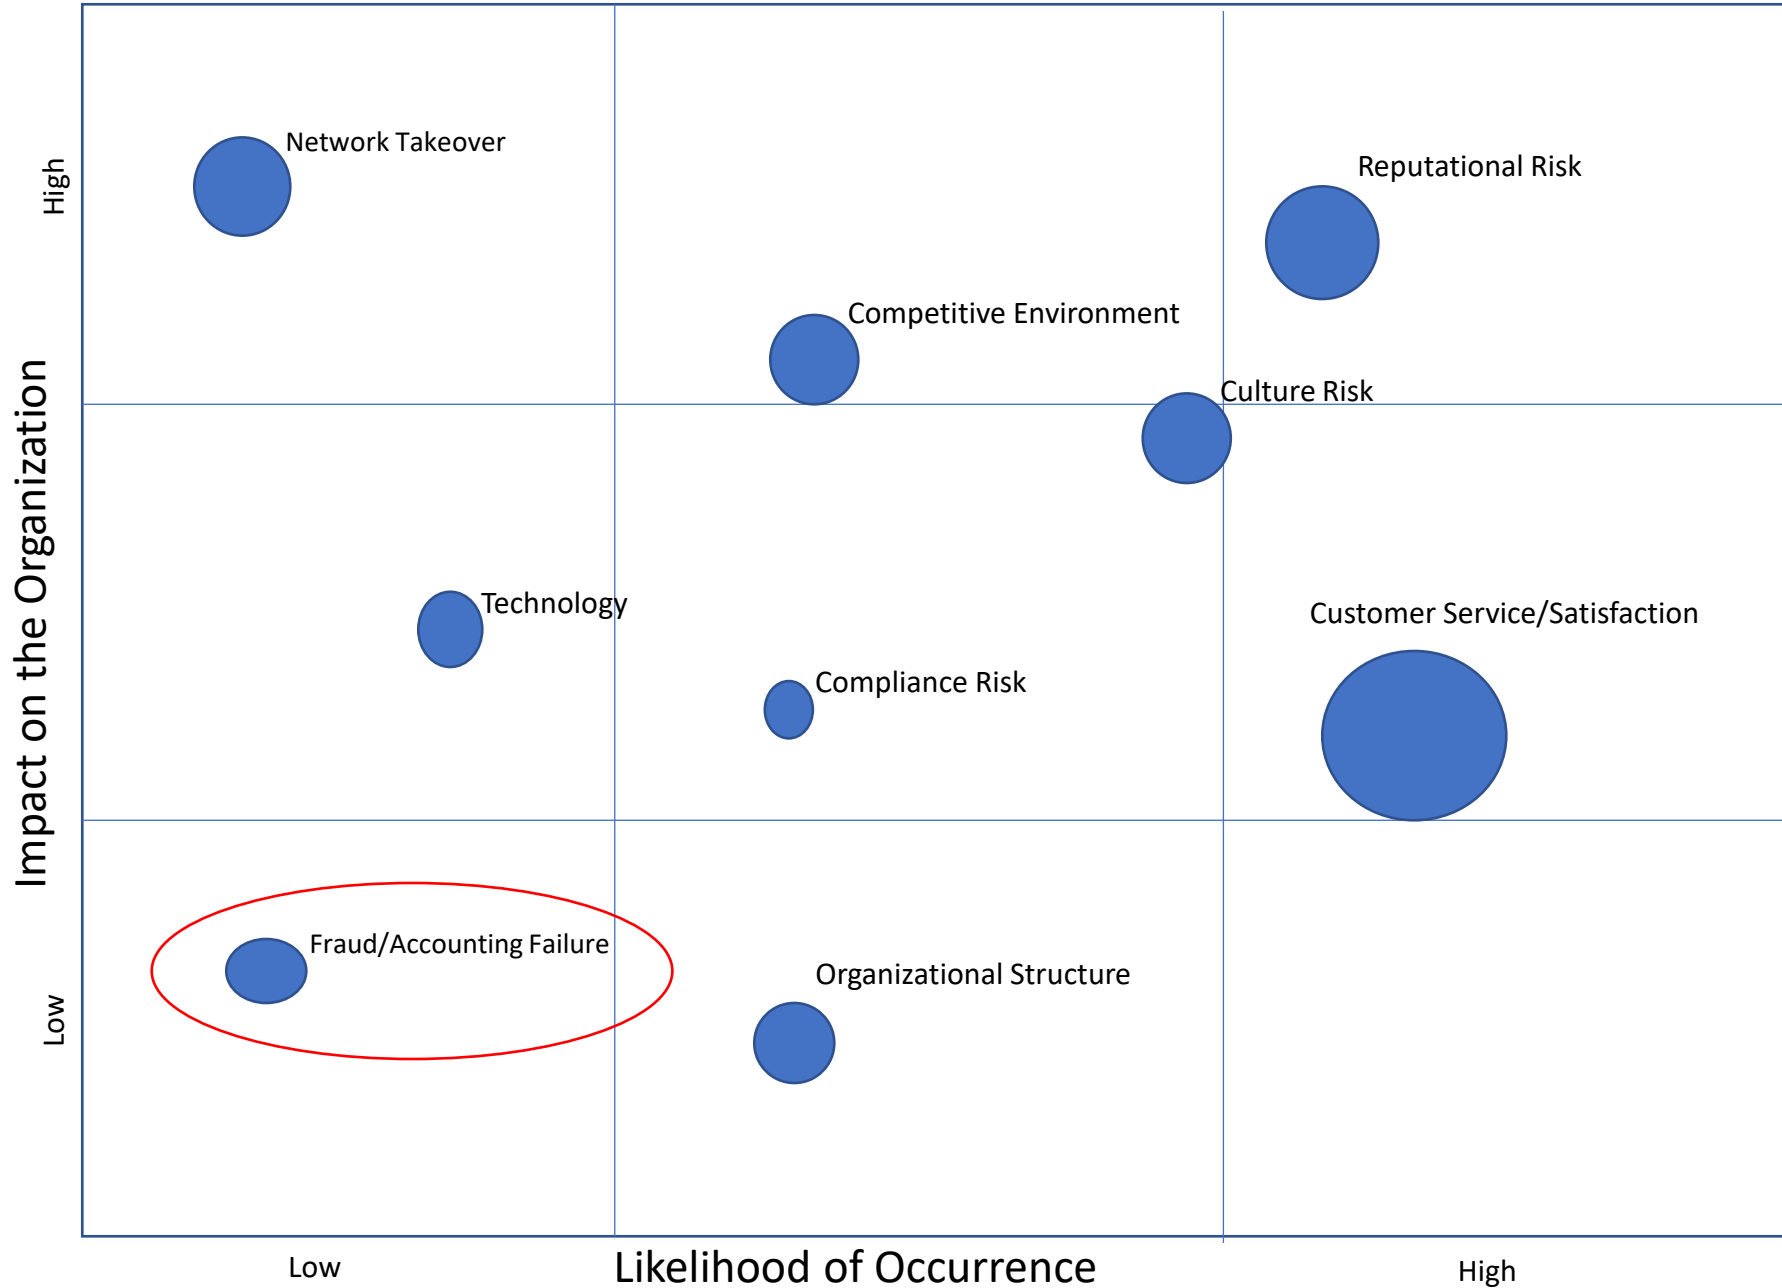 Network Takeover
Reputational Risk
High
Competitive Environment
Culture Risk
Impact on the Organization
Technology
Customer Service/Satisfaction
Compliance Risk
Fraud/Accounting Failure
Organizational Structure
Low
Low
Likelihood of Occurrence
High